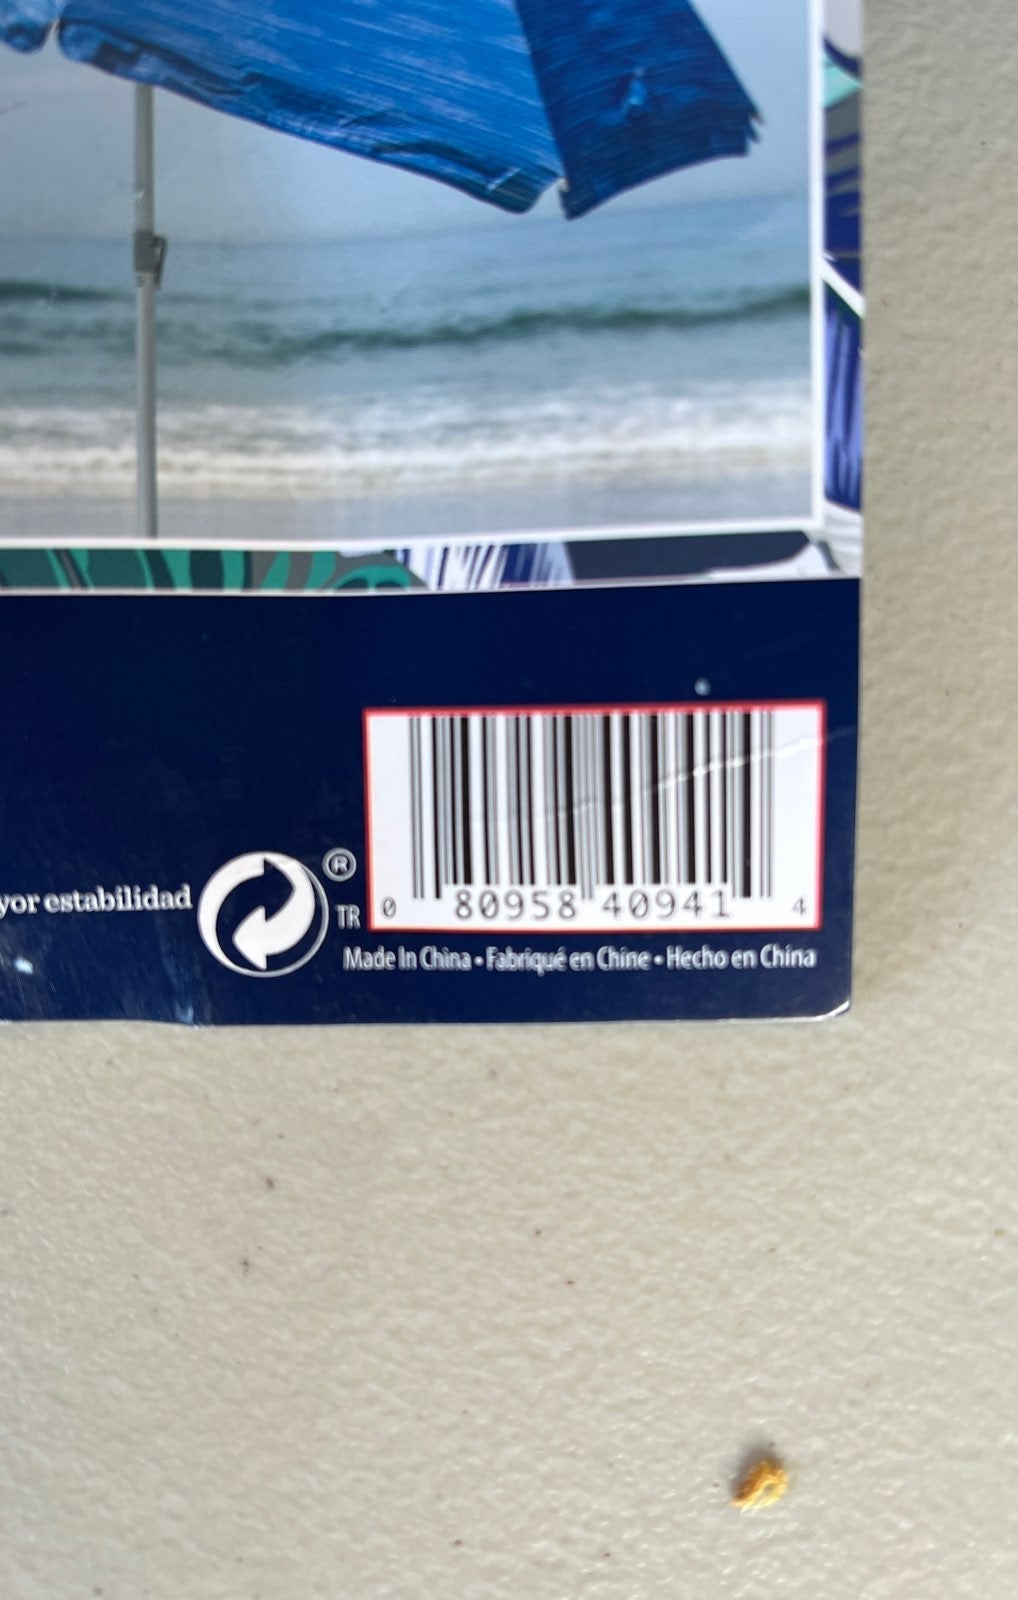 yor estabilidad
®
TR
0 80958 40941 4
Made In China • Fabriqué en Chine • Hecho en China